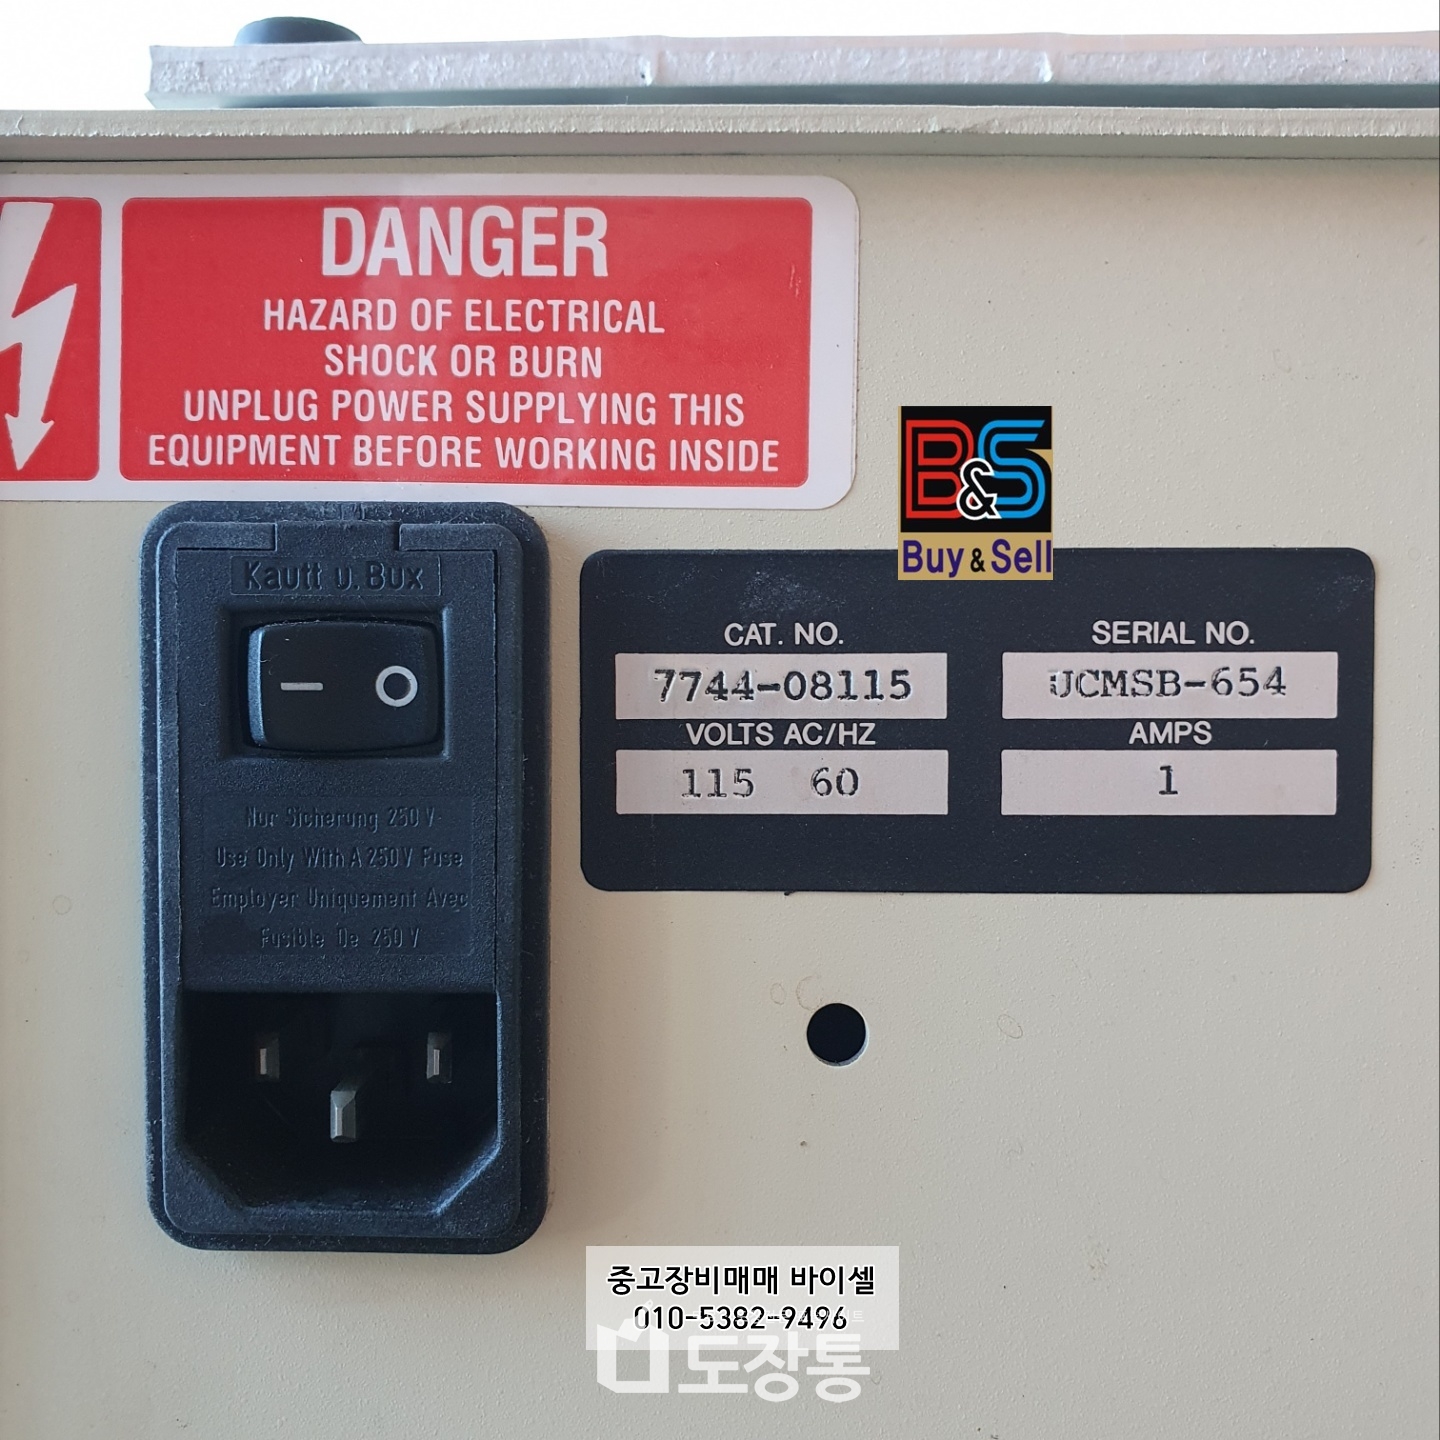 DANGER
HAZARD OF ELECTRICAL
SHOCK OR BURN
UNPLUG POWER SUPPLYING THIS
EQUIPMENT BEFORE WORKING INSIDE
B&S
Buy & Sell
Kautt u. Bux
Nur Sicherung 250 V
Use Only With A 250V Fuse
Employer Uniquement Avec
Fusible De 250 V
CAT. NO. SERIAL NO.
7744-08115 UCMSB-654
VOLTS AC/HZ AMPS
115 60 1
중고장비매매 바이셀
010-5382-9496
도장통